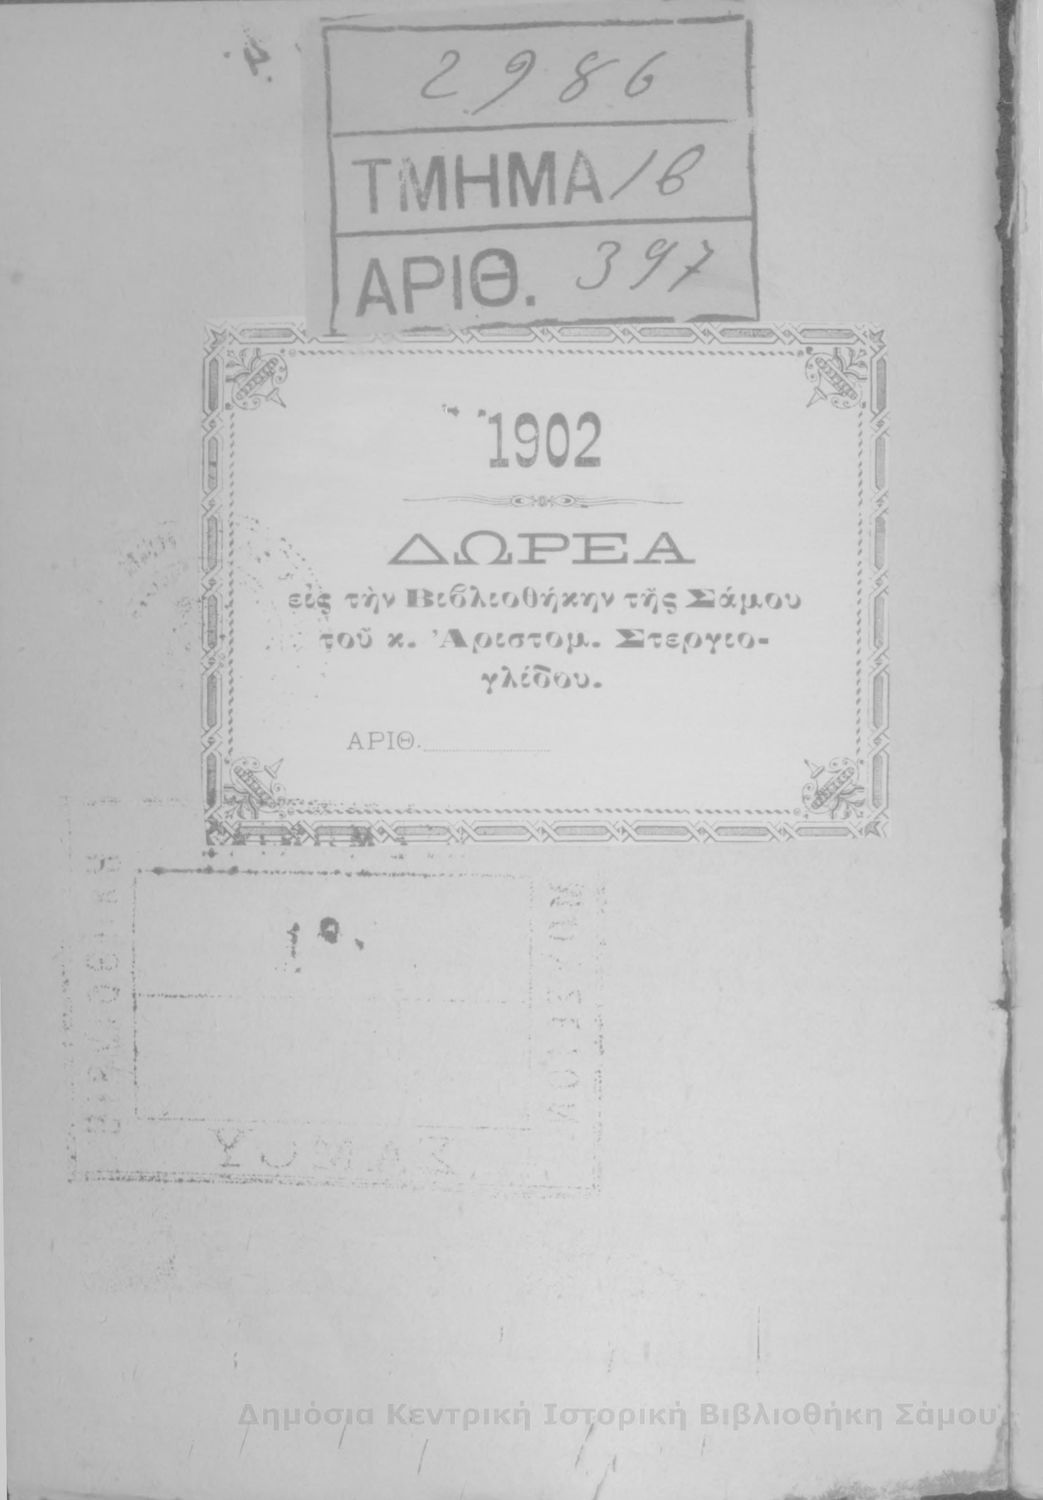 2986
ΤΜΗΜΑ / Β
ΑΡΙΘ. 397
1902
ΔΩΡΕΑ
εἰς τὴν Βιβλιοθήκην τῆς Σάμου
τοῦ κ. Ἀριστομ. Στεργιο-
γλίδου.
ΑΡΙΘ.
ΣΑΜΟΥ
Δημόσια Κεντρική Ιστορική Βιβλιοθήκη Σάμου